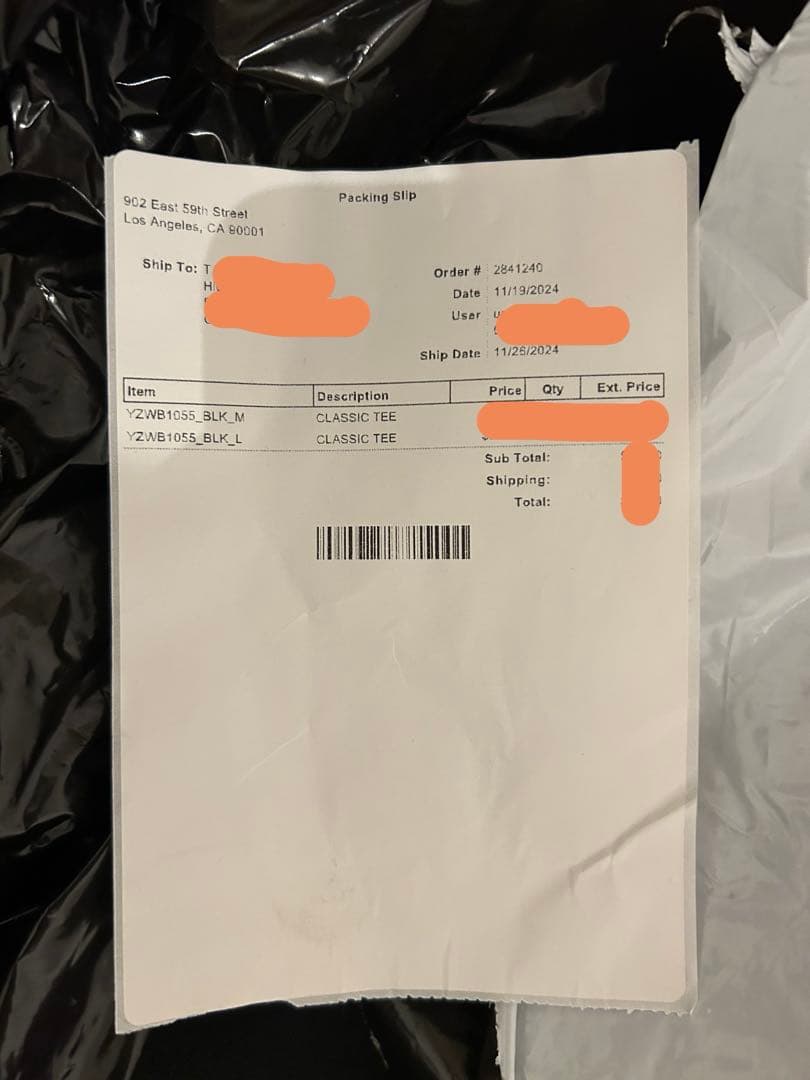 Packing Slip
902 East 59th Street
Los Angeles, CA 90001
Ship To: T
Order # 2841240
Date 11/19/2024
User
Ship Date 11/26/2024
Item Description Price Qty Ext. Price
YZWB1055_BLK_M CLASSIC TEE
YZWB1055_BLK_L CLASSIC TEE
Sub Total:
Shipping:
Total: